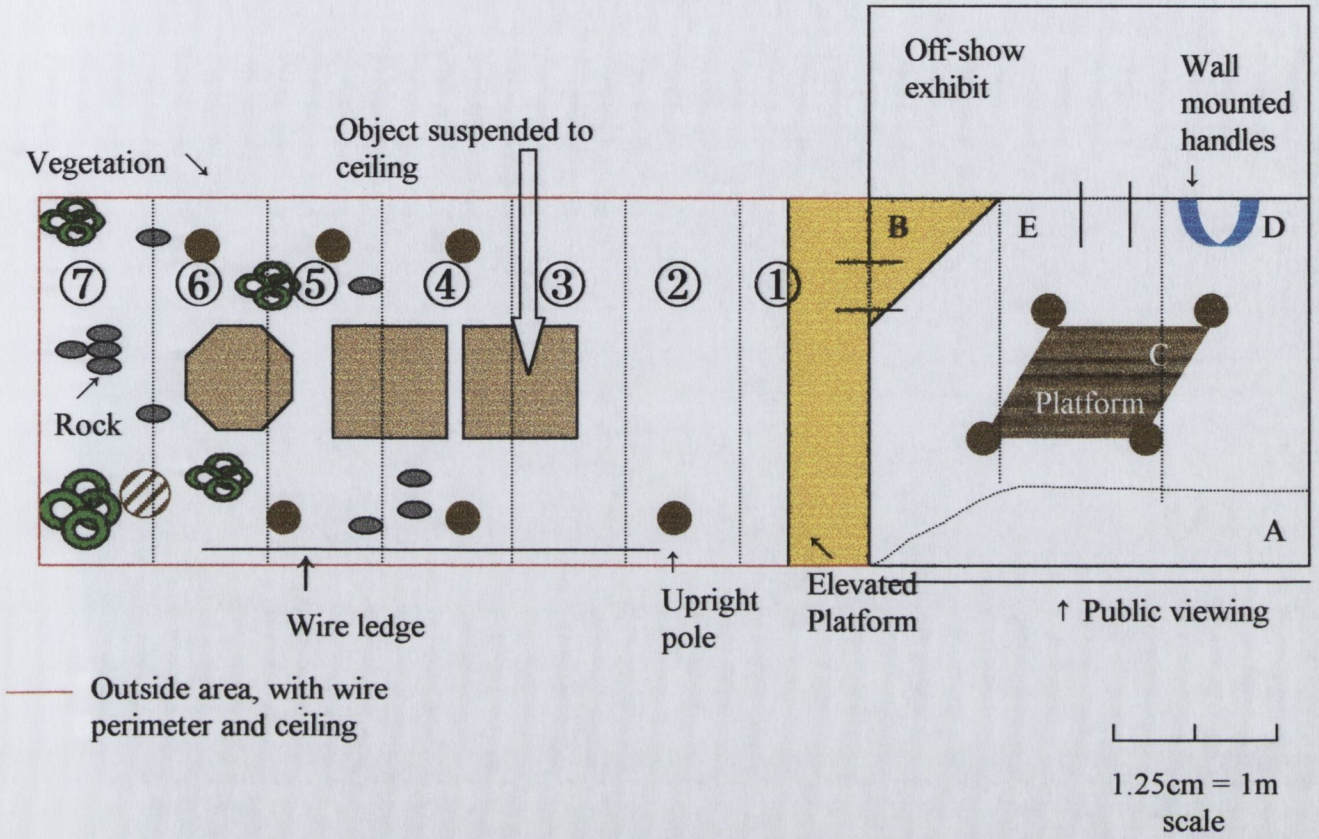 Off-show
exhibit
Wall
mounted
handles
Object suspended to
ceiling
Vegetation
B
E
D
⑦
⑥
⑤
④
③
②
①
C
Platform
Rock
A
Wire ledge
Upright
pole
Elevated
Platform
↑ Public viewing
Outside area, with wire
perimeter and ceiling
1.25cm = 1m
scale